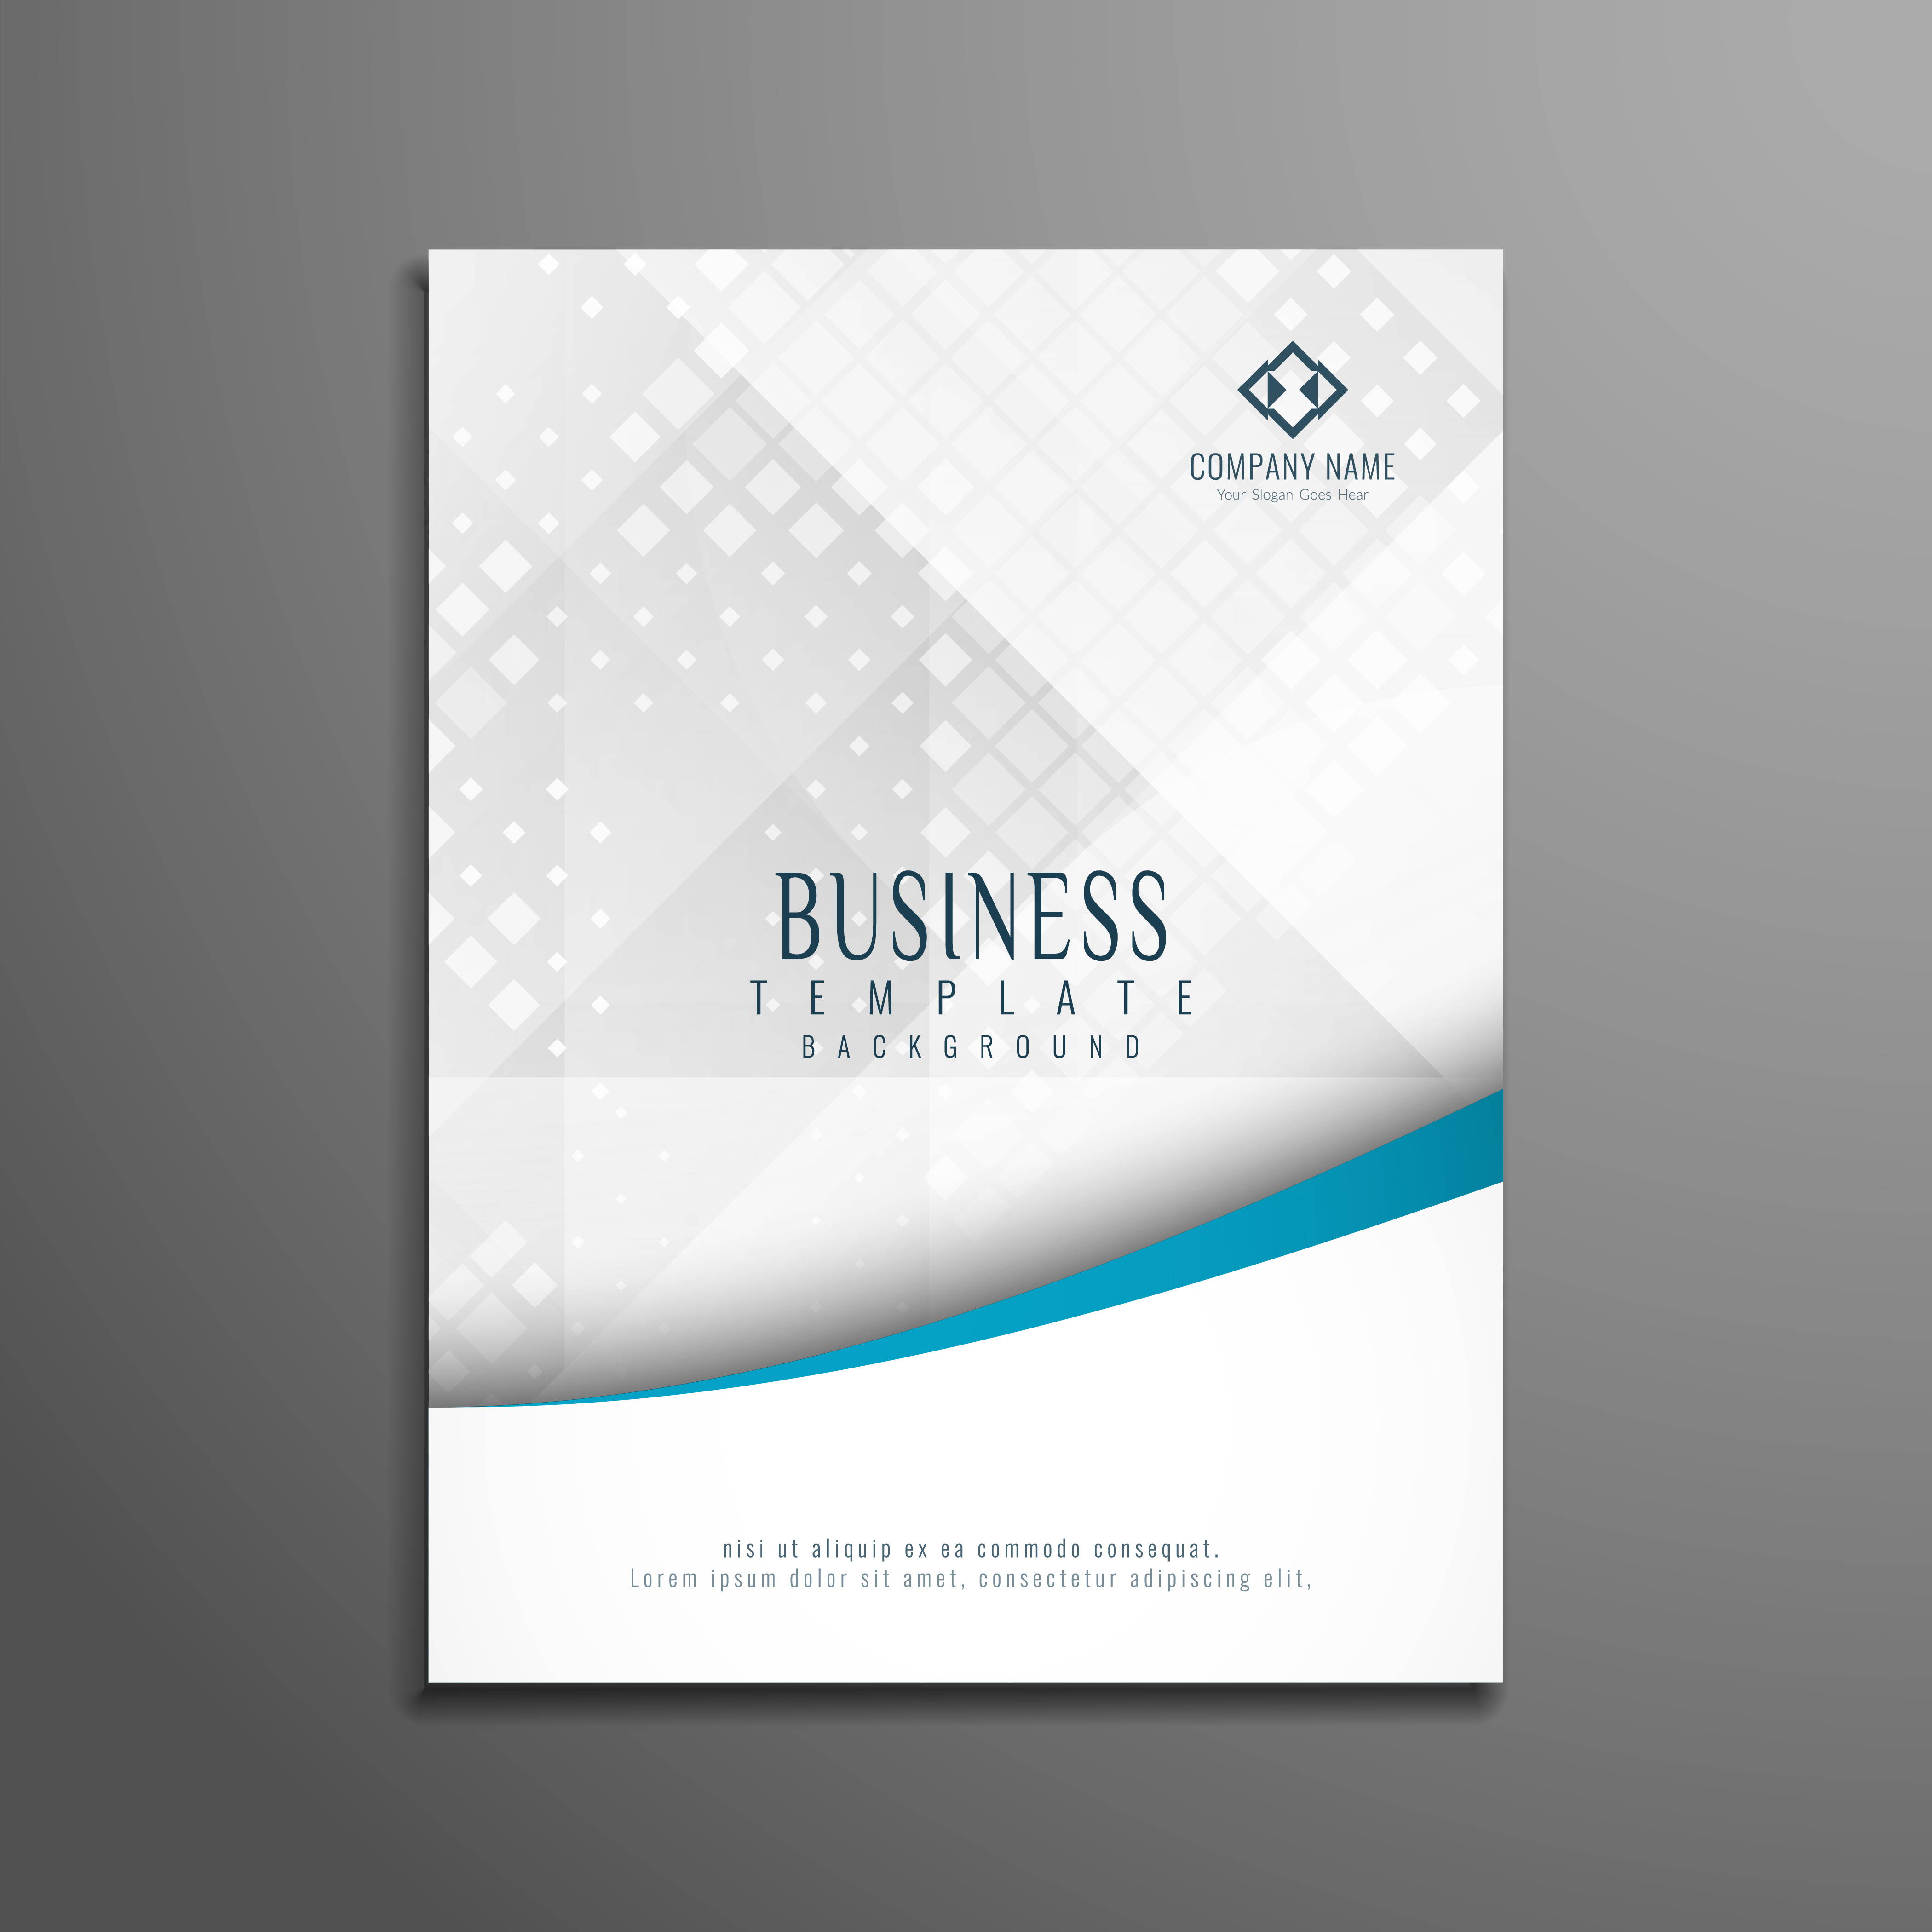 COMPANY NAME
Your Slogan Goes Hear
BUSINESS
TEMPLATE
BACKGROUND
nisi ut aliquip ex ea commodo consequat.
Lorem ipsum dolor sit amet, consectetur adipiscing elit,